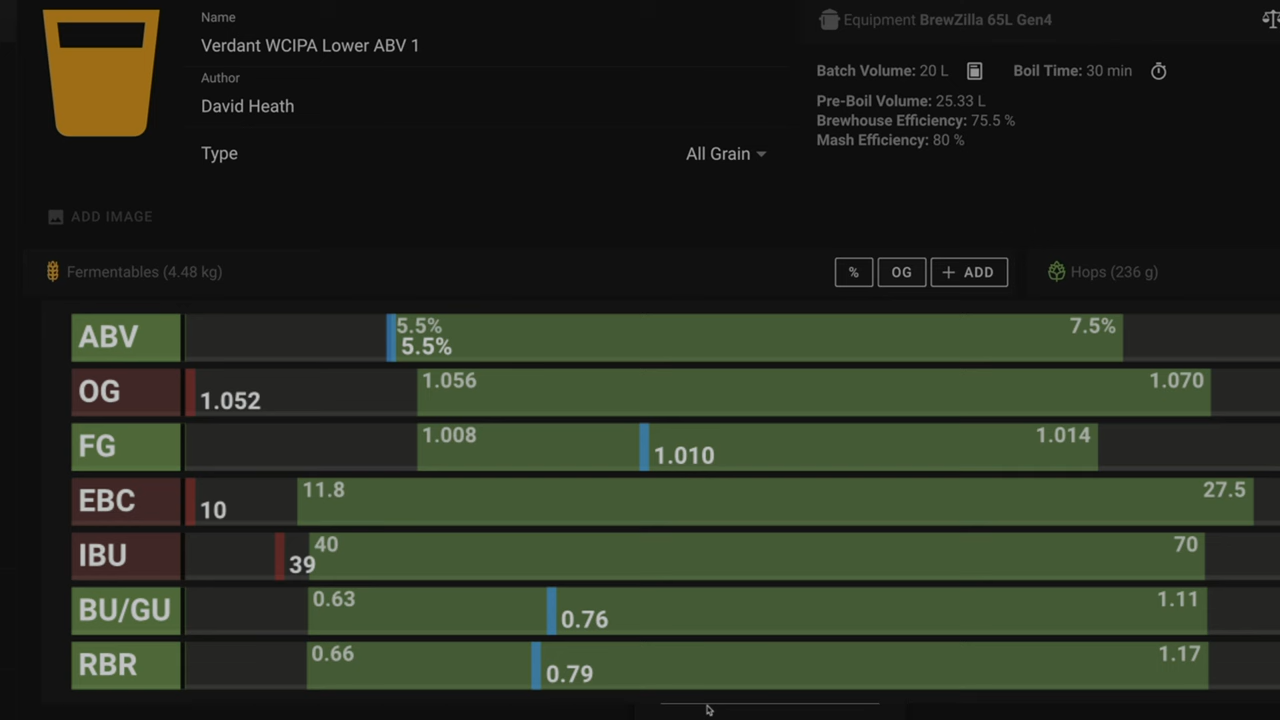 Name
Verdant WCIPA Lower ABV 1
Author
David Heath
Type
All Grain
ADD IMAGE
Equipment BrewZilla 65L Gen4
Batch Volume: 20 L
Boil Time: 30 min
Pre-Boil Volume: 25.33 L
Brewhouse Efficiency: 75.5 %
Mash Efficiency: 80 %
Fermentables (4.48 kg)
%
OG
+ ADD
Hops (236 g)
ABV 5.5% 5.5% 7.5%
OG 1.052 1.056 1.070
FG 1.008 1.010 1.014
EBC 10 11.8 27.5
IBU 39 40 70
BU/GU 0.63 0.76 1.11
RBR 0.66 0.79 1.17